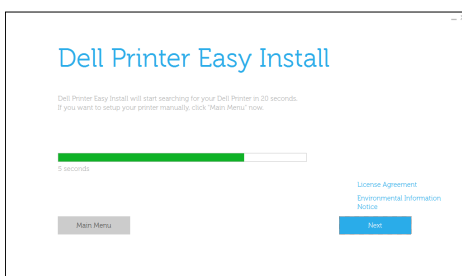 Dell Printer Easy Install
Dell Printer Easy Install will start searching for your Dell Printer in 20 seconds.
If you want to setup your printer manually, click "Main Menu" now.
5 seconds
License Agreement
Environmental Information
Notice
Main Menu
Next